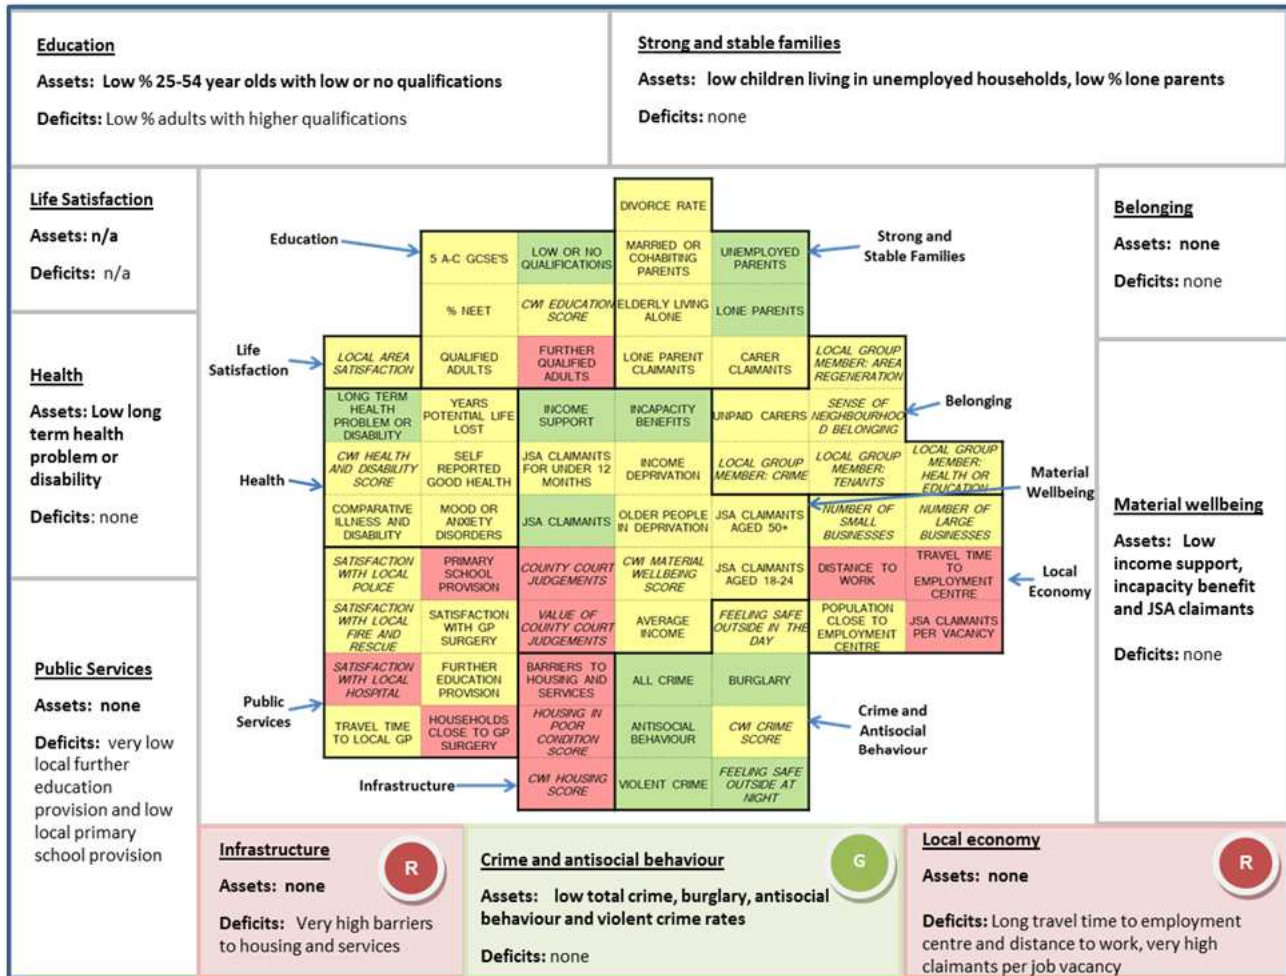 Education
Assets: Low % 25-54 year olds with low or no qualifications
Deficits: Low % adults with higher qualifications
Strong and stable families
Assets: low children living in unemployed households, low % lone parents
Deficits: none
Life Satisfaction
Assets: n/a
Deficits: n/a
Health
Assets: Low long
term health
problem or
disability
Deficits: none
Public Services
Assets: none
Deficits: very low
local further
education
provision and low
local primary
school provision
Education
Life
Satisfaction
Health
Public
Services
Infrastructure
DIVORCE RATE
5 A-C GCSE'S
LOW OR NO
QUALIFICATIONS
MARRIED OR
COHABITING
PARENTS
UNEMPLOYED
PARENTS
% NEET
CWI EDUCATION
SCORE
ELDERLY LIVING
ALONE
LONE PARENTS
LOCAL AREA
SATISFACTION
QUALIFIED
ADULTS
FURTHER
QUALIFIED
ADULTS
LONE PARENT
CLAIMANTS
CARER
CLAIMANTS
LOCAL GROUP
MEMBER: AREA
REGENERATION
LONG TERM
HEALTH
PROBLEM OR
DISABILITY
YEARS
POTENTIAL LIFE
LOST
INCOME
SUPPORT
INCAPACITY
BENEFITS
UNPAID CARERS
SENSE OF
NEIGHBOURHOO
D BELONGING
CWI HEALTH
AND DISABILITY
SCORE
SELF
REPORTED
GOOD HEALTH
JSA CLAIMANTS
FOR UNDER 12
MONTHS
INCOME
DEPRIVATION
LOCAL GROUP
MEMBER: CRIME
LOCAL GROUP
MEMBER:
TENANTS
LOCAL GROUP
MEMBER:
HEALTH OR
EDUCATION
COMPARATIVE
ILLNESS AND
DISABILITY
MOOD OR
ANXIETY
DISORDERS
JSA CLAIMANTS
OLDER PEOPLE
IN DEPRIVATION
JSA CLAIMANTS
AGED 50+
NUMBER OF
SMALL
BUSINESSES
NUMBER OF
LARGE
BUSINESSES
SATISFACTION
WITH LOCAL
POLICE
PRIMARY
SCHOOL
PROVISION
COUNTY COURT
JUDGEMENTS
CWI MATERIAL
WELLBEING
SCORE
JSA CLAIMANTS
AGED 18-24
DISTANCE TO
WORK
TRAVEL TIME
TO
EMPLOYMENT
CENTRE
SATISFACTION
WITH LOCAL
FIRE AND
RESCUE
SATISFACTION
WITH GP
SURGERY
VALUE OF
COUNTY COURT
JUDGEMENTS
AVERAGE
INCOME
FEELING SAFE
OUTSIDE IN THE
DAY
POPULATION
CLOSE TO
EMPLOYMENT
CENTRE
JSA CLAIMANTS
PER VACANCY
SATISFACTION
WITH LOCAL
HOSPITAL
FURTHER
EDUCATION
PROVISION
BARRIERS TO
HOUSING AND
SERVICES
ALL CRIME
BURGLARY
TRAVEL TIME
TO LOCAL GP
HOUSEHOLDS
CLOSE TO GP
SURGERY
HOUSING IN
POOR
CONDITION
SCORE
ANTISOCIAL
BEHAVIOUR
CWI CRIME
SCORE
CWI HOUSING
SCORE
VIOLENT CRIME
FEELING SAFE
OUTSIDE AT
NIGHT
Strong and
Stable Families
Belonging
Material
Wellbeing
Local
Economy
Crime and
Antisocial
Behaviour
Belonging
Assets: none
Deficits: none
Material wellbeing
Assets: Low
income support,
incapacity benefit
and JSA claimants
Deficits: none
Infrastructure
R
Assets: none
Deficits: Very high barriers
to housing and services
Crime and antisocial behaviour
G
Assets: low total crime, burglary, antisocial
behaviour and violent crime rates
Deficits: none
Local economy
R
Assets: none
Deficits: Long travel time to employment
centre and distance to work, very high
claimants per job vacancy